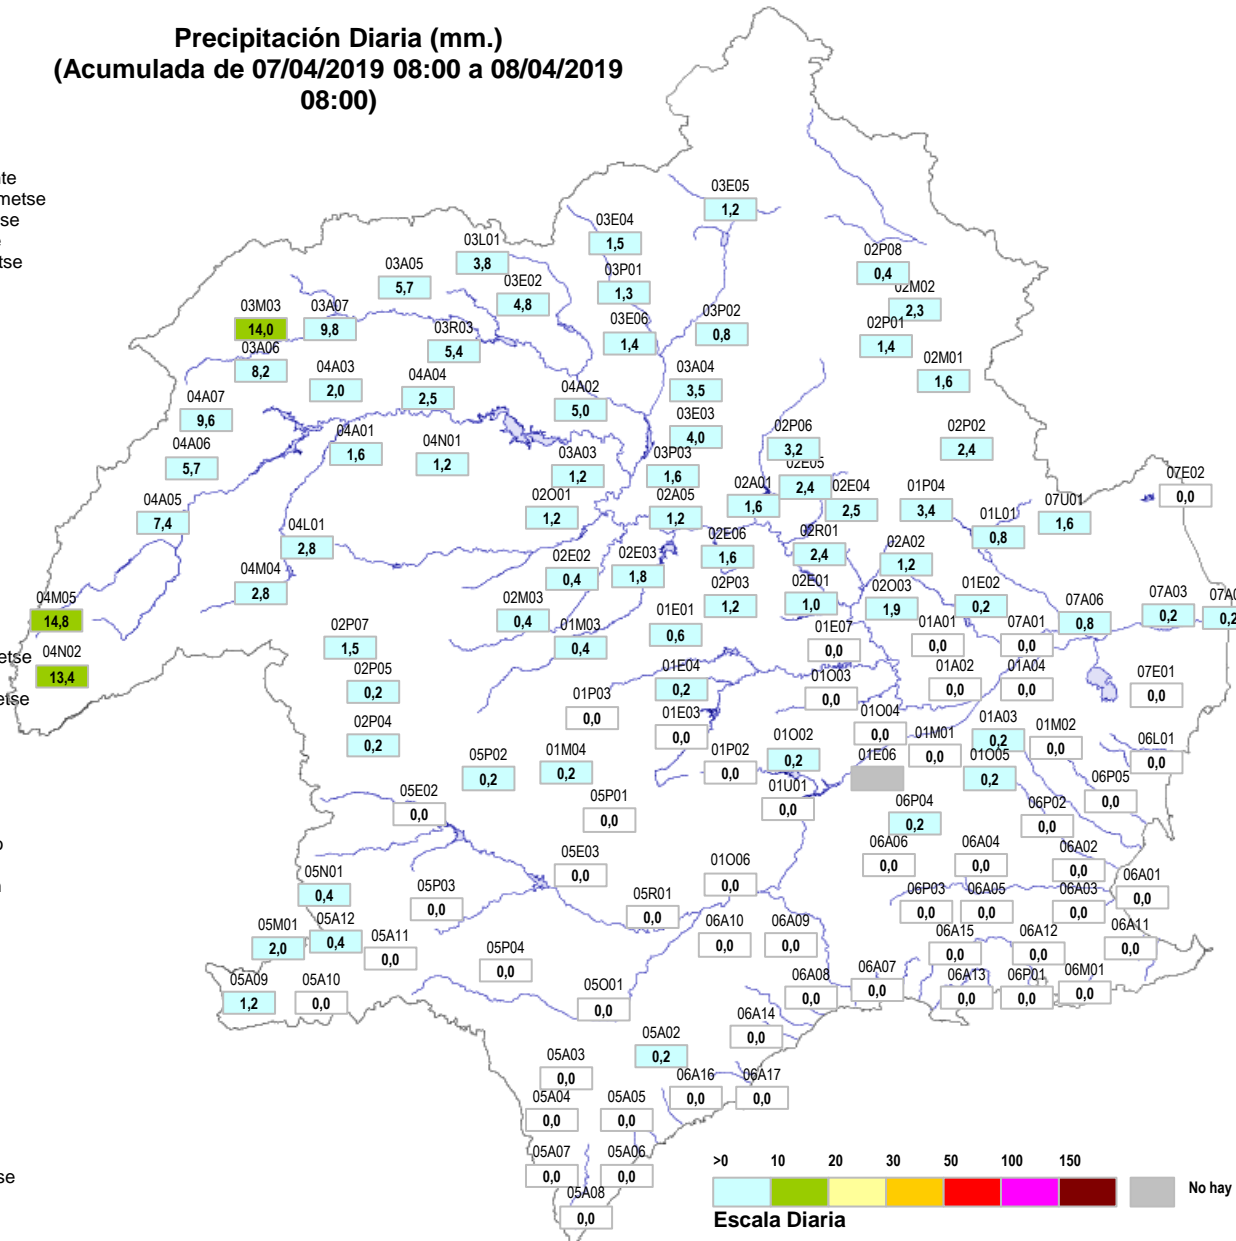 Precipitación Diaria (mm.)
(Acumulada de 07/04/2019 08:00 a 08/04/2019
08:00)
nte
metse
se
tse
03E05
1,2
03E04
1,5
03L01
3,8
02P08
0,4
03A05
5,7
03P01
1,3
03E02
4,8
02M02
2,3
03M03
14,0
03A07
9,8
03P02
0,8
03E06
1,4
02P01
1,4
03R03
5,4
03A06
8,2
02M01
1,6
04A03
2,0
04A04
2,5
03A04
3,5
04A02
5,0
04A07
9,6
03E03
4,0
02P06
3,2
02P02
2,4
04A01
1,6
04N01
1,2
04A06
5,7
03A03
1,2
03P03
1,6
02E05
2,4
07E02
0,0
02A01
1,6
02E04
2,5
01P04
3,4
04A05
7,4
02O01
1,2
02A05
1,2
07U01
1,6
01L01
0,8
04L01
2,8
02E06
1,6
02R01
2,4
02A02
1,2
02E02
0,4
02E03
1,8
04M04
2,8
02P03
1,2
02E01
1,0
02O03
1,9
01E02
0,2
07A03
0,2
07A0
0,2
04M05
14,8
02M03
0,4
01E01
0,6
07A06
0,8
01M03
0,4
02P07
1,5
01E07
0,0
01A01
0,0
07A01
0,0
etse
04N02
13,4
02P05
0,2
01E04
0,2
01O03
0,0
01A02
0,0
01A04
0,0
07E01
0,0
etse
01P03
0,0
01E03
0,0
01O04
0,0
01A03
0,2
01M02
0,0
02P04
0,2
01M01
0,0
06L01
0,0
05P02
0,2
01M04
0,2
01P02
0,0
01O02
0,2
01E06
01O05
0,2
06P05
0,0
05E02
0,0
05P01
0,0
01U01
0,0
06P04
0,2
06P02
0,0
o
05E03
0,0
01O06
0,0
06A06
0,0
06A04
0,0
06A02
0,0
05N01
0,4
05P03
0,0
05R01
0,0
06P03
0,0
06A05
0,0
06A03
0,0
06A01
0,0
05M01
2,0
05A12
0,4
05A11
0,0
06A10
0,0
06A09
0,0
06A15
0,0
06A12
0,0
06A11
0,0
05P04
0,0
05A09
1,2
05A10
0,0
05O01
0,0
06A08
0,0
06A07
0,0
06A13
0,0
06P01
0,0
06M01
0,0
06A14
0,0
05A02
0,2
05A03
0,0
06A16
0,0
06A17
0,0
05A04
0,0
05A05
0,0
05A07
0,0
05A06
0,0
se
05A08
0,0
>0 10 20 30 50 100 150
No hay
Escala Diaria